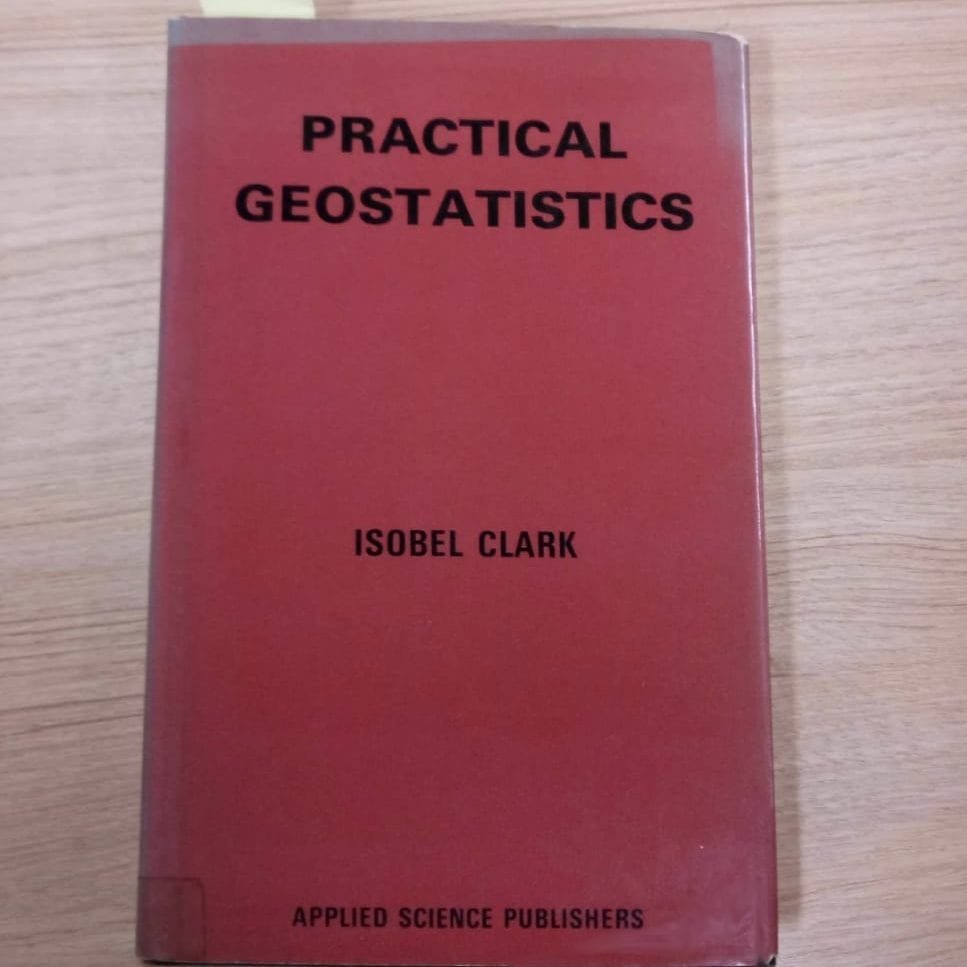 PRACTICAL
GEOSTATISTICS
ISOBEL CLARK
APPLIED SCIENCE PUBLISHERS